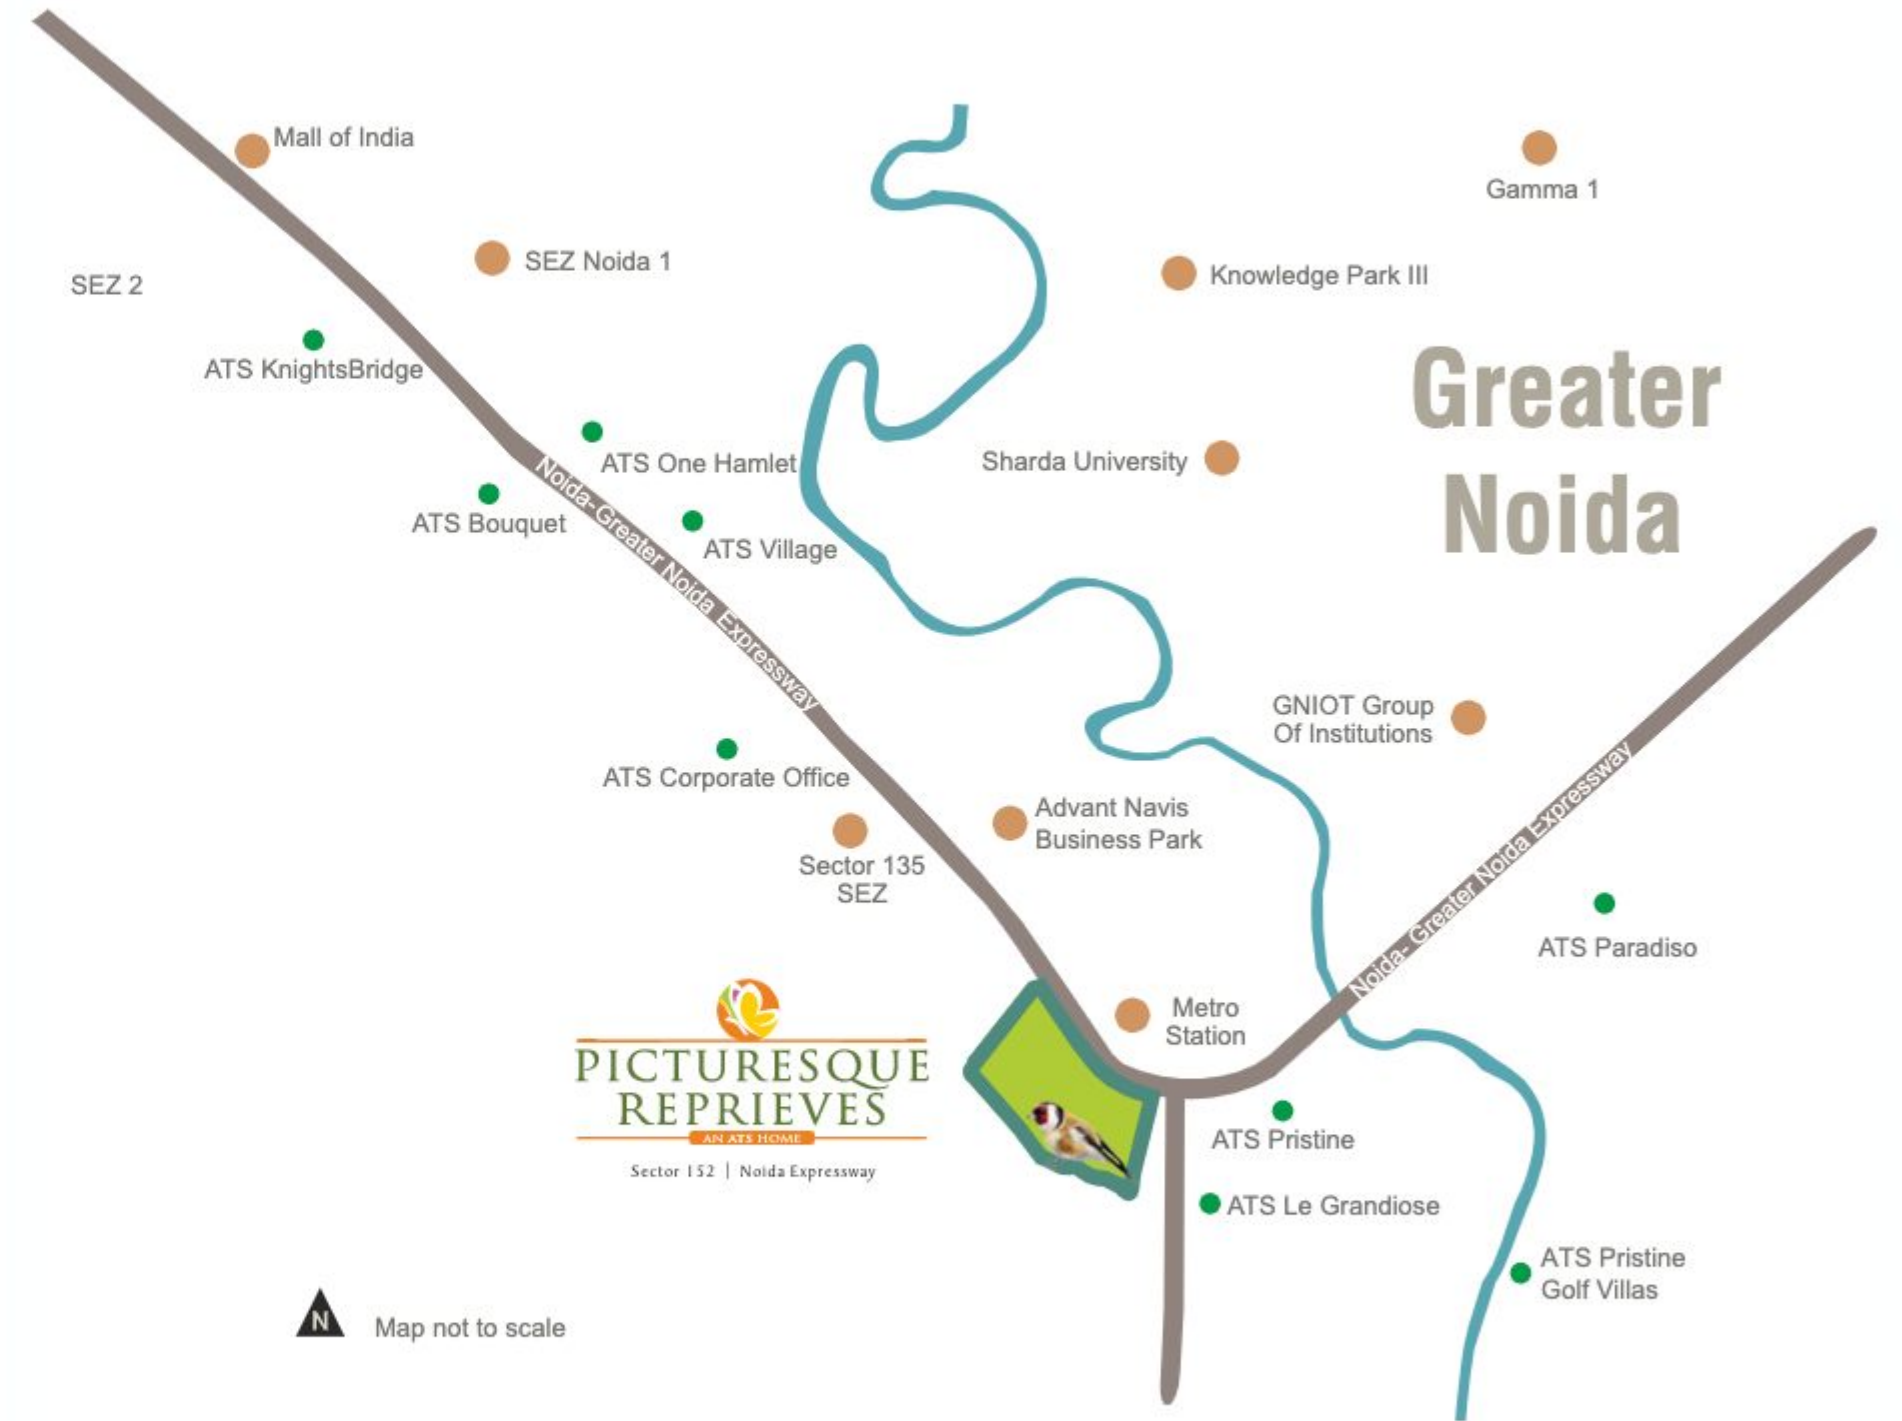 Mall of India
Gamma 1
SEZ Noida 1
Knowledge Park III
SEZ 2
ATS KnightsBridge
Greater
Noida
ATS One Hamlet
Sharda University
ATS Bouquet
ATS Village
Noida-Greater Noida Expressway
GNIOT Group
Of Institutions
ATS Corporate Office
Advant Navis
Business Park
Sector 135
SEZ
Noida- Greater Noida Expressway
ATS Paradiso
Metro
Station
PICTURESQUE
REPRIEVES
AN ATS HOME
Sector 152 | Noida Expressway
ATS Pristine
ATS Le Grandiose
ATS Pristine
Golf Villas
N
Map not to scale